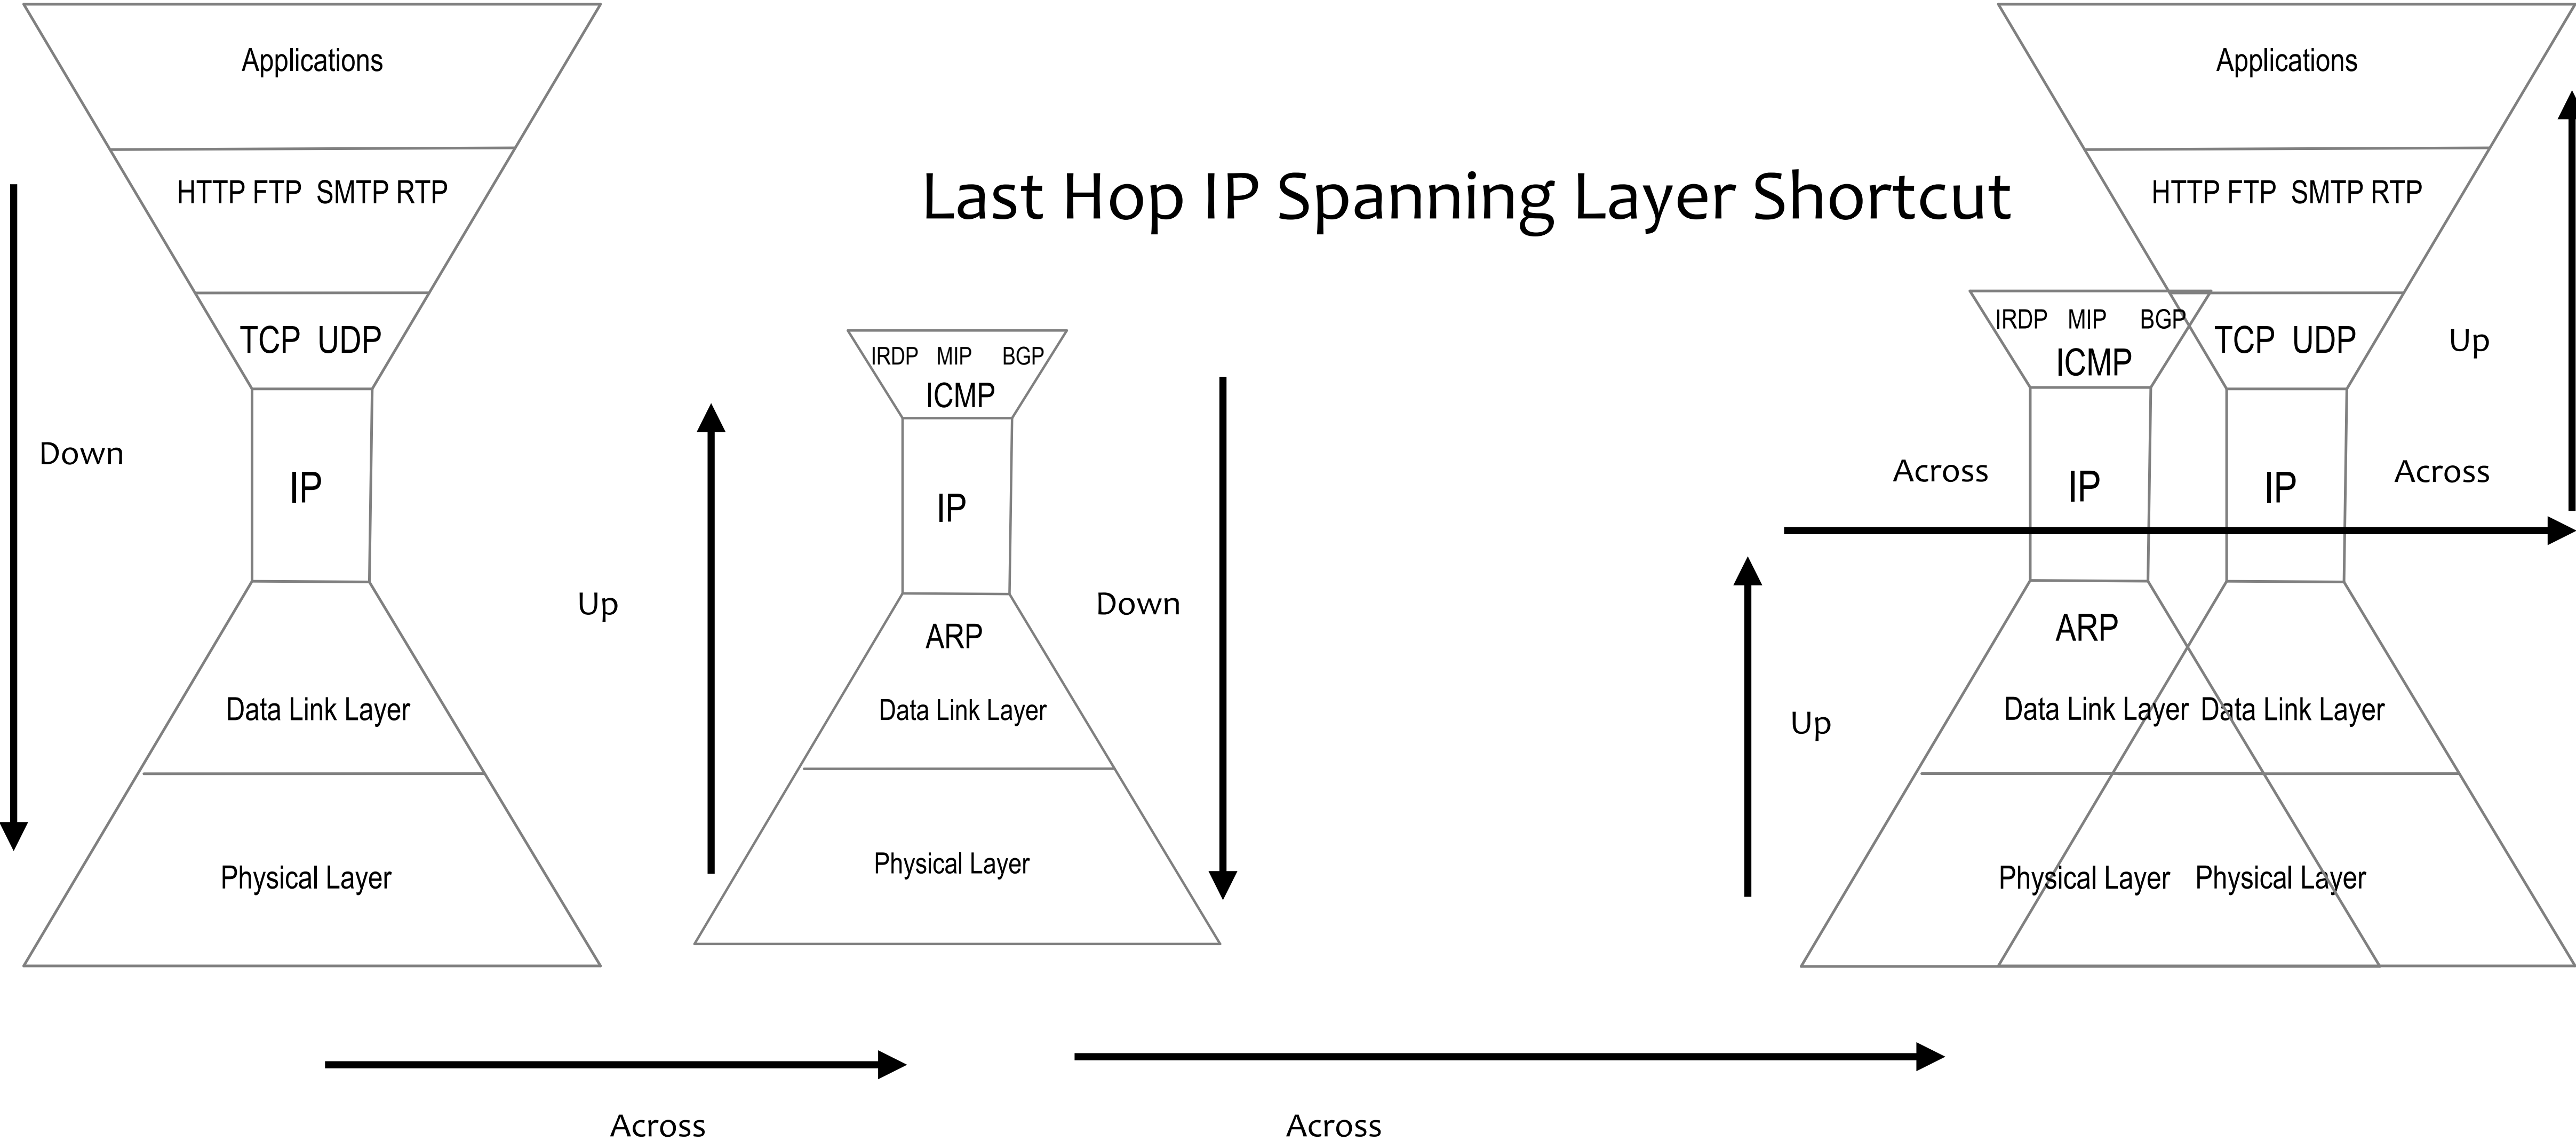 Applications
HTTP FTP SMTP RTP
TCP UDP
IP
Data Link Layer
Physical Layer
Down
Last Hop IP Spanning Layer Shortcut
IRDP MIP BGP
ICMP
IP
ARP
Data Link Layer
Physical Layer
Up
Down
Across
Across
IRDP MIP BGP
ICMP
IP
ARP
Data Link Layer
Physical Layer
Up
Across
Applications
HTTP FTP SMTP RTP
TCP UDP
IP
Data Link Layer
Physical Layer
Up
Across